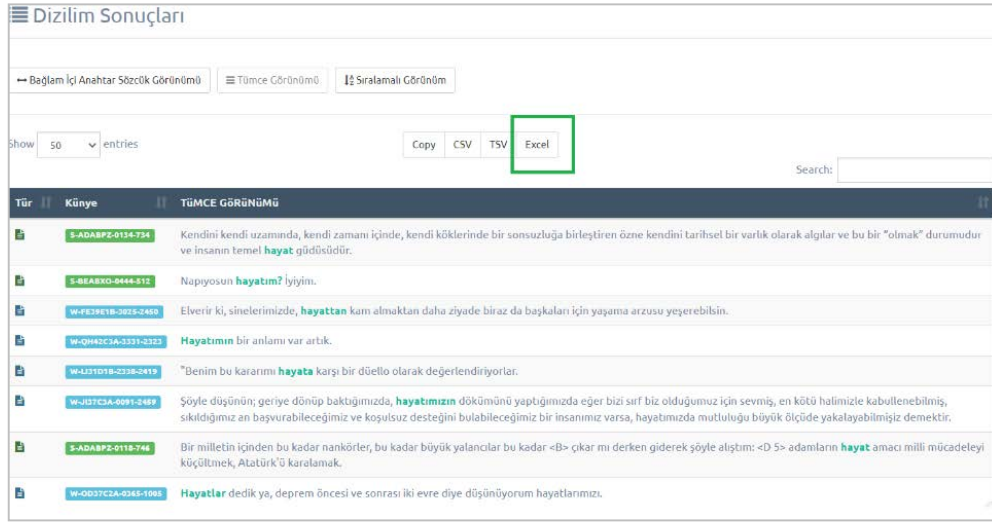 Dizilim Sonuçları
Bağlam İçi Anahtar Sözcük Görünümü Tümce Görünümü Sıralamalı Görünüm
Show 50 entries Copy CSV TSV Excel
Search:
Tür Künye TüMCE GöRüNüMü
S-ADABPZ-0134-734 Kendini kendi uzamında, kendi zamanı içinde, kendi köklerinde bir sonsuzluğa birleştiren özne kendini tarihsel bir varlık olarak algılar ve bu bir "olmak" durumudur
ve insanın temel hayat güdüsüdür.
S-BEABXO-0444-512 Napıyosun hayatım? İyiyim.
W-FE39E1B-3025-2460 Elverir ki, sinelerimizde, hayattan kam almaktan daha ziyade biraz da başkaları için yaşama arzusu yeşerebilsin.
W-QH42C3A-3331-2323 Hayatımın bir anlamı var artık.
W-LJ31D1B-2338-2419 "Benim bu kararımı hayata karşı bir düello olarak değerlendiriyorlar.
W-JI37C3A-0091-2459 Şöyle düşünün; geriye dönüp baktığımızda, hayatımızın dökümünü yaptığımızda eğer bizi sırf biz olduğumuz için sevmiş, en kötü halimizle kabullenebilmiş,
sıkıldığımız an başvurabileceğimiz ve koşulsuz desteğini bulabileceğimiz bir insanımız varsa, hayatımızda mutluluğu büyük ölçüde yakalayabilmişiz demektir.
S-ADABPZ-0118-746 Bir milletin içinden bu kadar nankörler, bu kadar büyük yalancılar bu kadar <B> çıkar mı derken giderek şöyle alıştım: <D 5> adamların hayat amacı milli mücadeleyi
küçültmek, Atatürk'ü karalamak.
W-OD37C2A-0365-1085 Hayatlar dedik ya, deprem öncesi ve sonrası iki evre diye düşünüyorum hayatlarımızı.